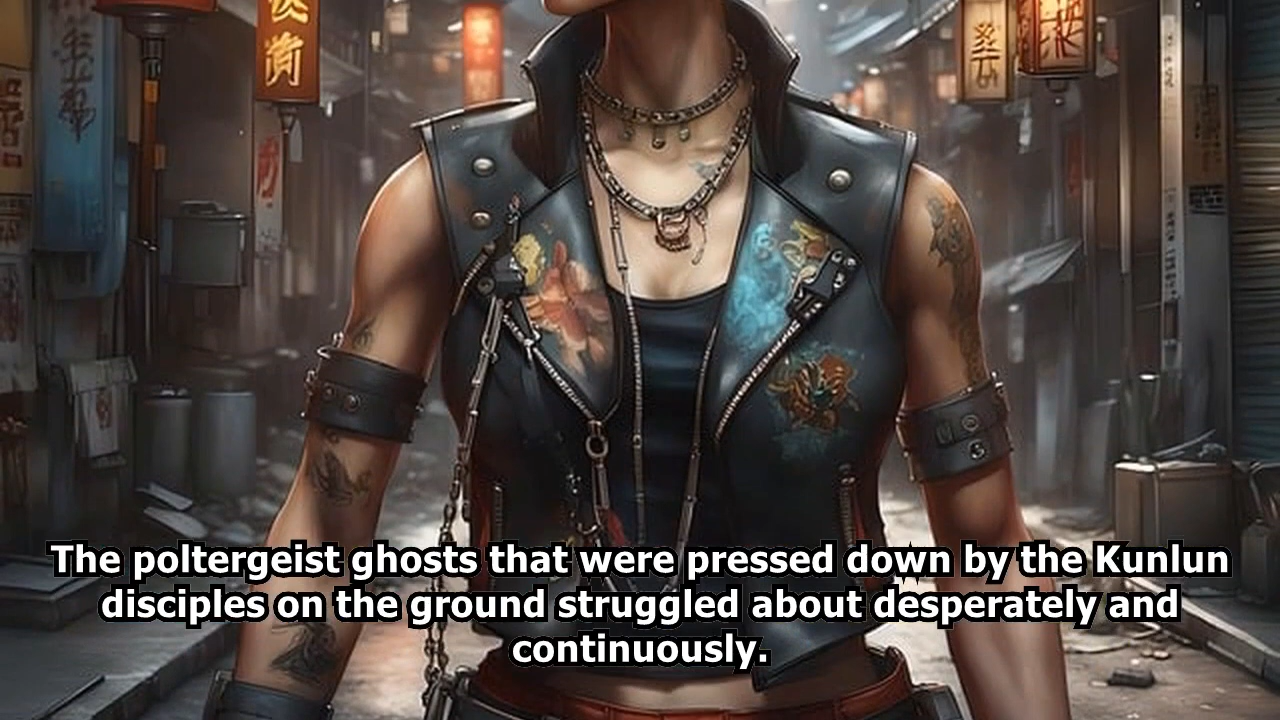 The poltergeist ghosts that were pressed down by the Kunlun
disciples on the ground struggled about desperately and
continuously.